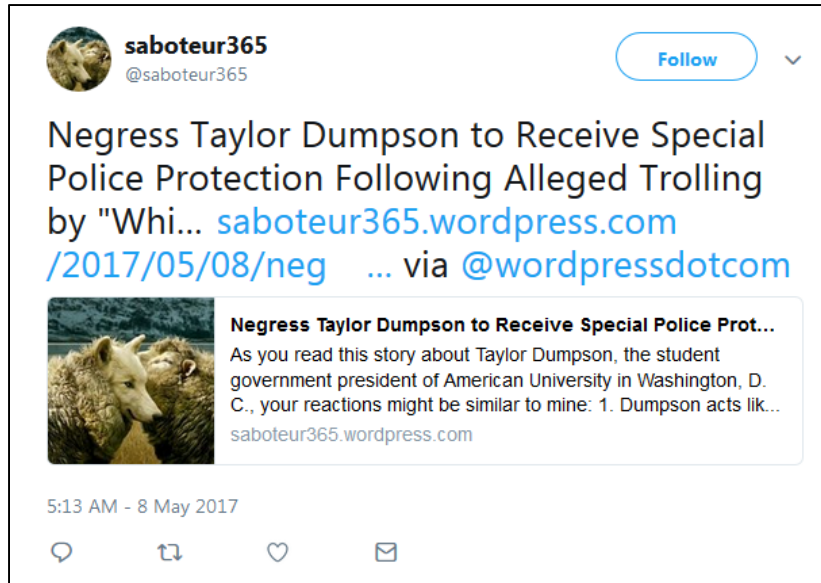 saboteur365
@saboteur365
Follow
Negress Taylor Dumpson to Receive Special
Police Protection Following Alleged Trolling
by "Whi... saboteur365.wordpress.com
/2017/05/08/neg ... via @wordpressdotcom
Negress Taylor Dumpson to Receive Special Police Prot...
As you read this story about Taylor Dumpson, the student
government president of American University in Washington, D.
C., your reactions might be similar to mine: 1. Dumpson acts lik...
saboteur365.wordpress.com
5:13 AM - 8 May 2017